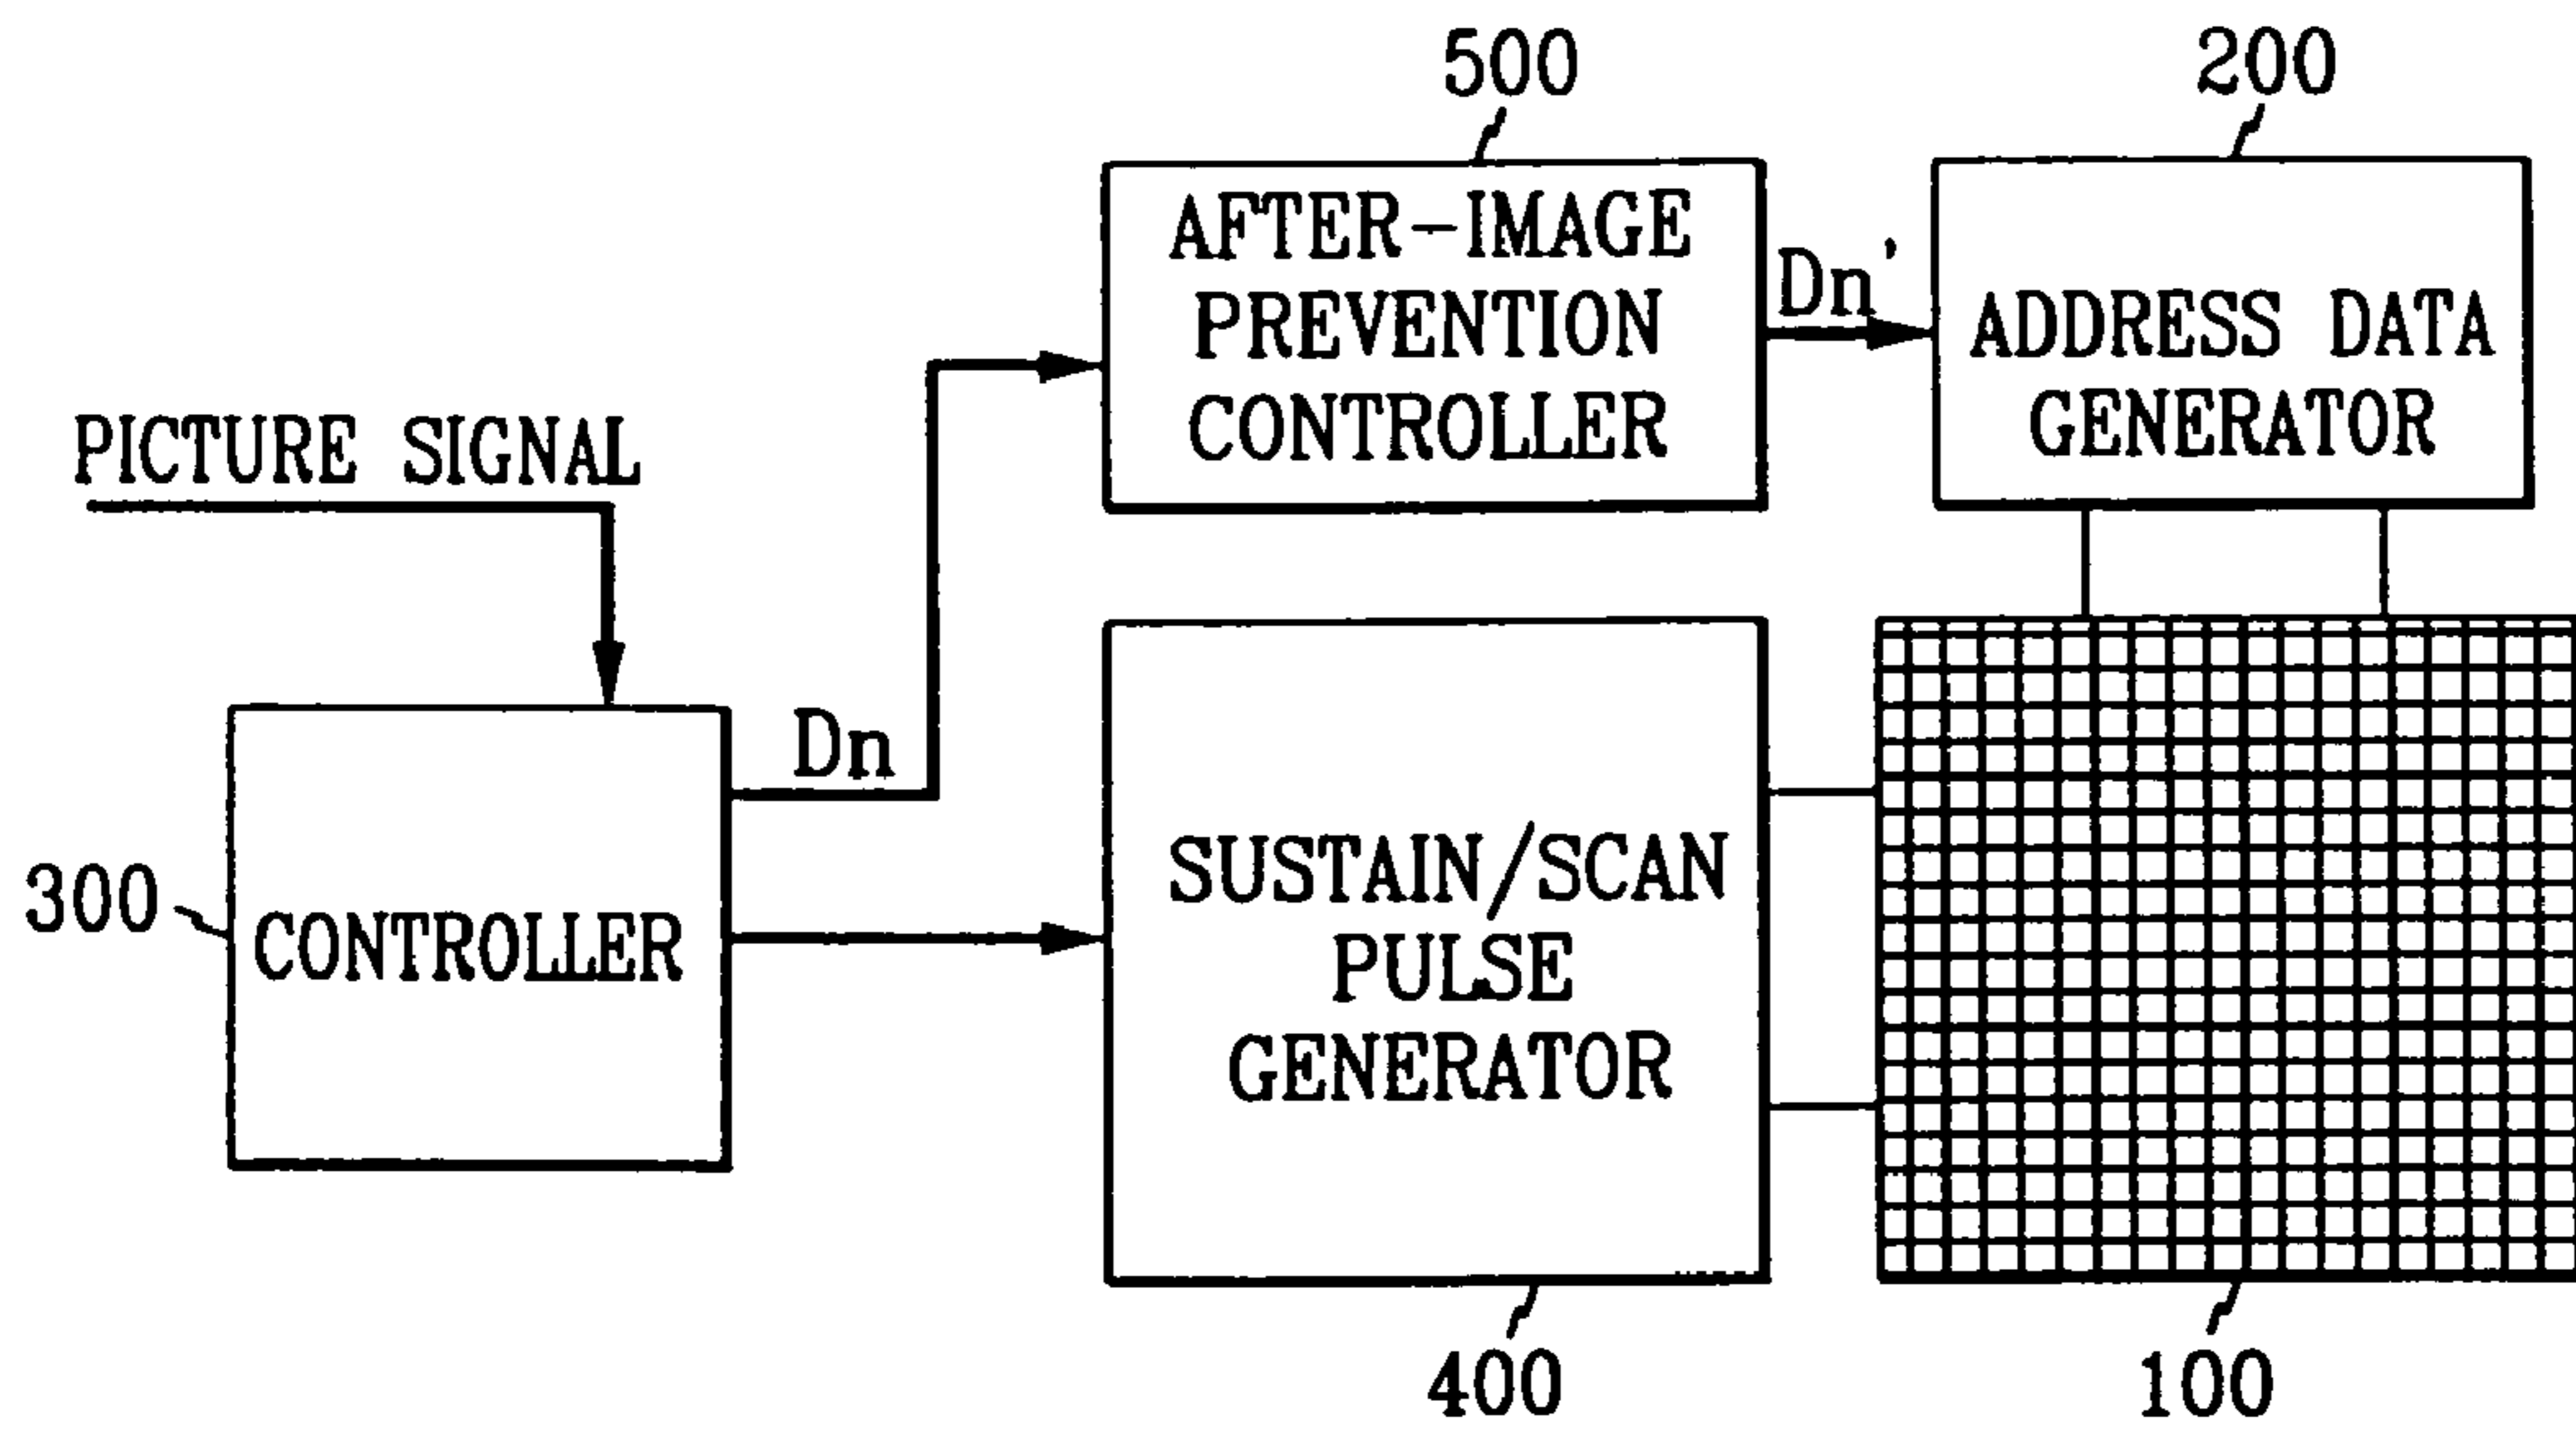 500
200
AFTER-IMAGE
PREVENTION
CONTROLLER
Dn'
ADDRESS DATA
GENERATOR
PICTURE SIGNAL
Dn
300
CONTROLLER
SUSTAIN/SCAN
PULSE
GENERATOR
400
100